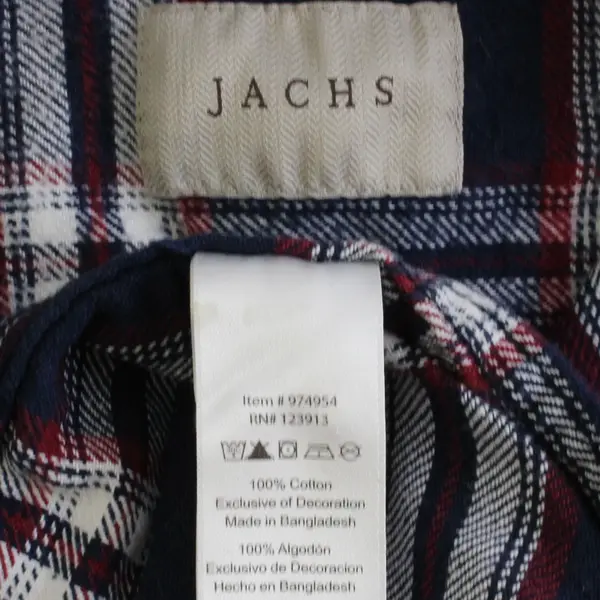 JACHS
Item # 974954
RN# 123913
100% Cotton
Exclusive of Decoration
Made in Bangladesh
100% Algodón
Exclusivo de Decoracion
Hecho en Bangladesh